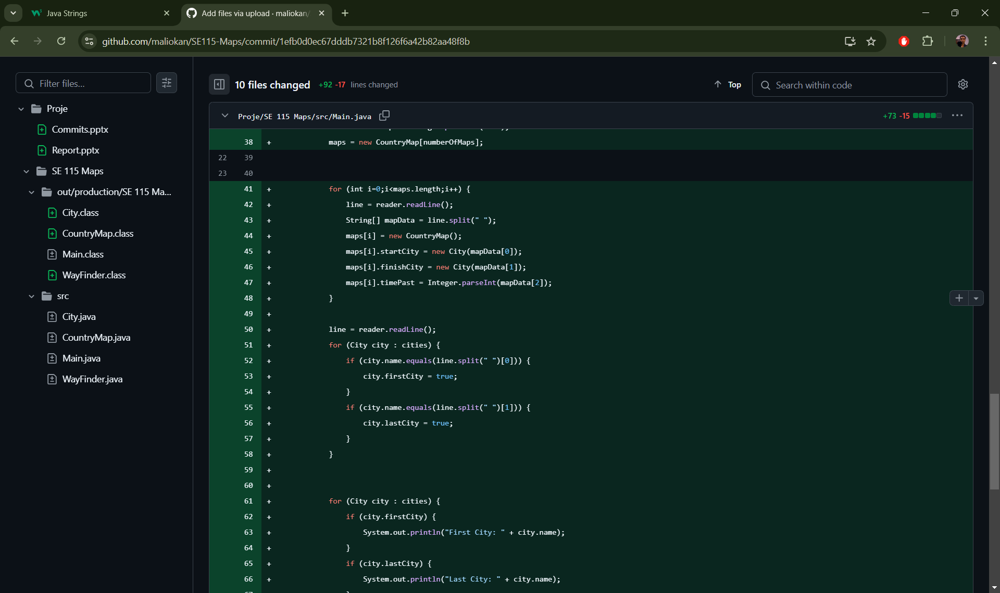 Java Strings
Add files via upload · maliokan/
github.com/maliokan/SE115-Maps/commit/1efb0d0ec67dddb7321b8f126f6a42b82aa48f8b
Filter files...
Proje
Commits.pptx
Report.pptx
SE 115 Maps
out/production/SE 115 Ma...
City.class
CountryMap.class
Main.class
WayFinder.class
src
City.java
CountryMap.java
Main.java
WayFinder.java
10 files changed +92 -17 lines changed
Top
Search within code
Proje/SE 115 Maps/src/Main.java
+73 -15
38 + maps = new CountryMap[numberOfMaps];
22 39
23 40
41 + for (int i=0;i<maps.length;i++) {
42 + line = reader.readLine();
43 + String[] mapData = line.split(" ");
44 + maps[i] = new CountryMap();
45 + maps[i].startCity = new City(mapData[0]);
46 + maps[i].finishCity = new City(mapData[1]);
47 + maps[i].timePast = Integer.parseInt(mapData[2]);
48 + }
49 +
50 + line = reader.readLine();
51 + for (City city : cities) {
52 + if (city.name.equals(line.split(" ")[0])) {
53 + city.firstCity = true;
54 + }
55 + if (city.name.equals(line.split(" ")[1])) {
56 + city.lastCity = true;
57 + }
58 + }
59 +
60 +
61 + for (City city : cities) {
62 + if (city.firstCity) {
63 + System.out.println("First City: " + city.name);
64 + }
65 + if (city.lastCity) {
66 + System.out.println("Last City: " + city.name);